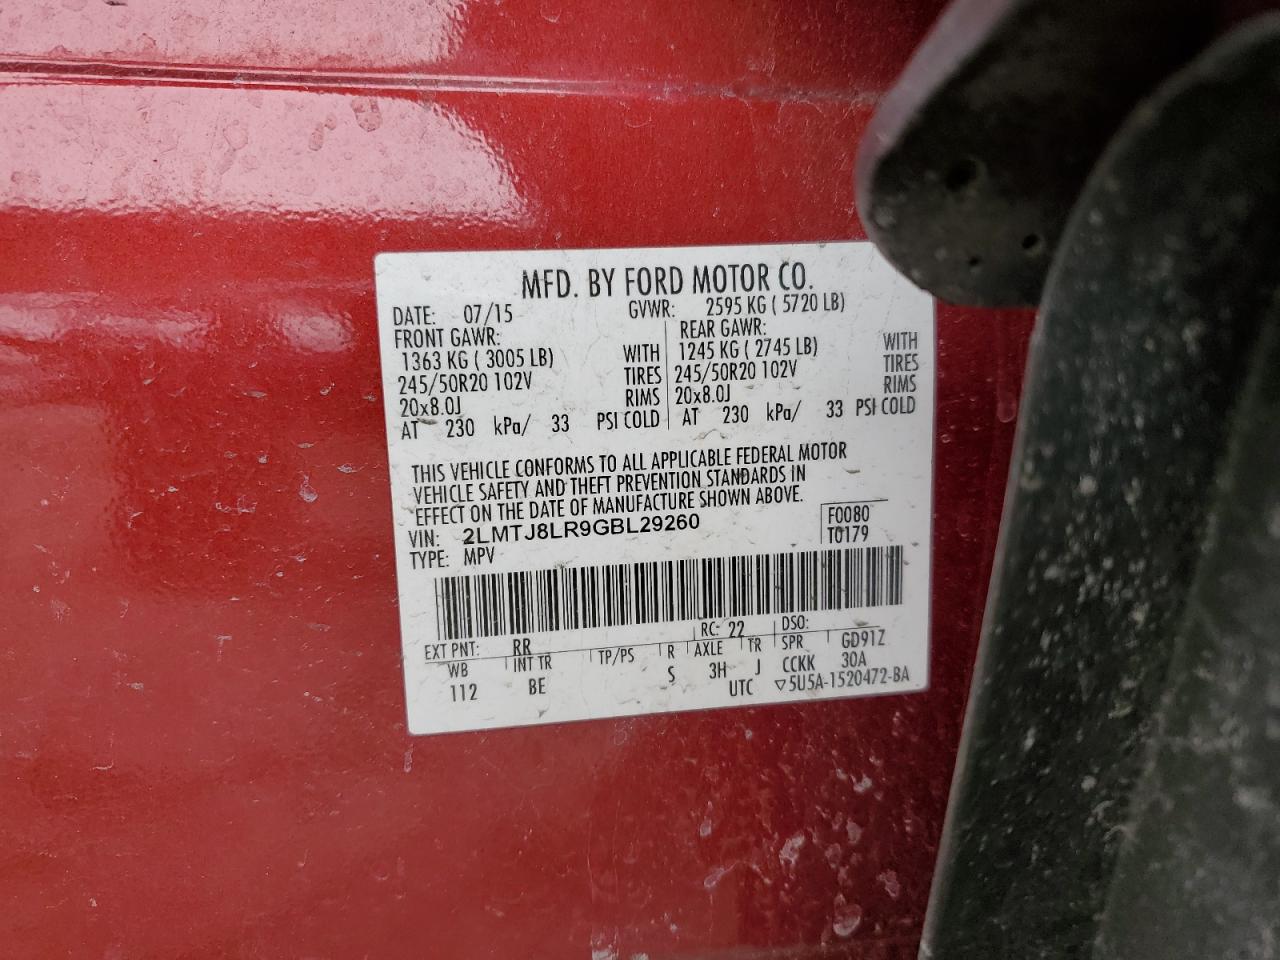 MFD. BY FORD MOTOR CO.
DATE: 07/15 GVWR: 2595 KG ( 5720 LB)
FRONT GAWR: REAR GAWR:
1363 KG ( 3005 LB) WITH 1245 KG ( 2745 LB) WITH
245/50R20 102V TIRES 245/50R20 102V TIRES
20x8.0J RIMS 20x8.0J RIMS
AT 230 kPa/ 33 PSI COLD AT 230 kPa/ 33 PSI COLD
THIS VEHICLE CONFORMS TO ALL APPLICABLE FEDERAL MOTOR
VEHICLE SAFETY AND THEFT PREVENTION STANDARDS IN
EFFECT ON THE DATE OF MANUFACTURE SHOWN ABOVE.
VIN: 2LMTJ8LR9GBL29260 F0080
TYPE: MPV T0179
EXT PNT: RR RC: 22 DSO:
WB INT TR TP/PS R AXLE TR SPR GD91Z
112 BE S 3H J CCKK 30A
UTC ▽5U5A-1520472-BA